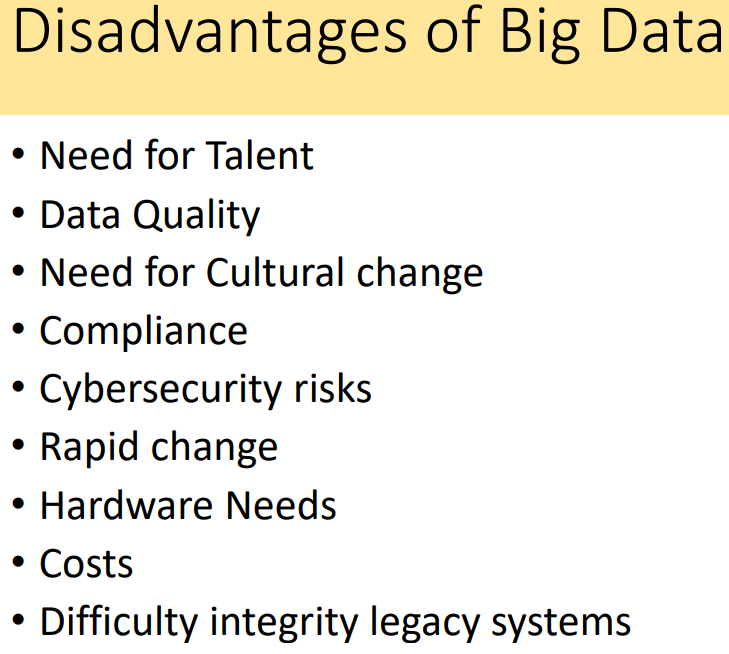 Disadvantages of Big Data
• Need for Talent
• Data Quality
• Need for Cultural change
• Compliance
• Cybersecurity risks
• Rapid change
• Hardware Needs
• Costs
• Difficulty integrity legacy systems